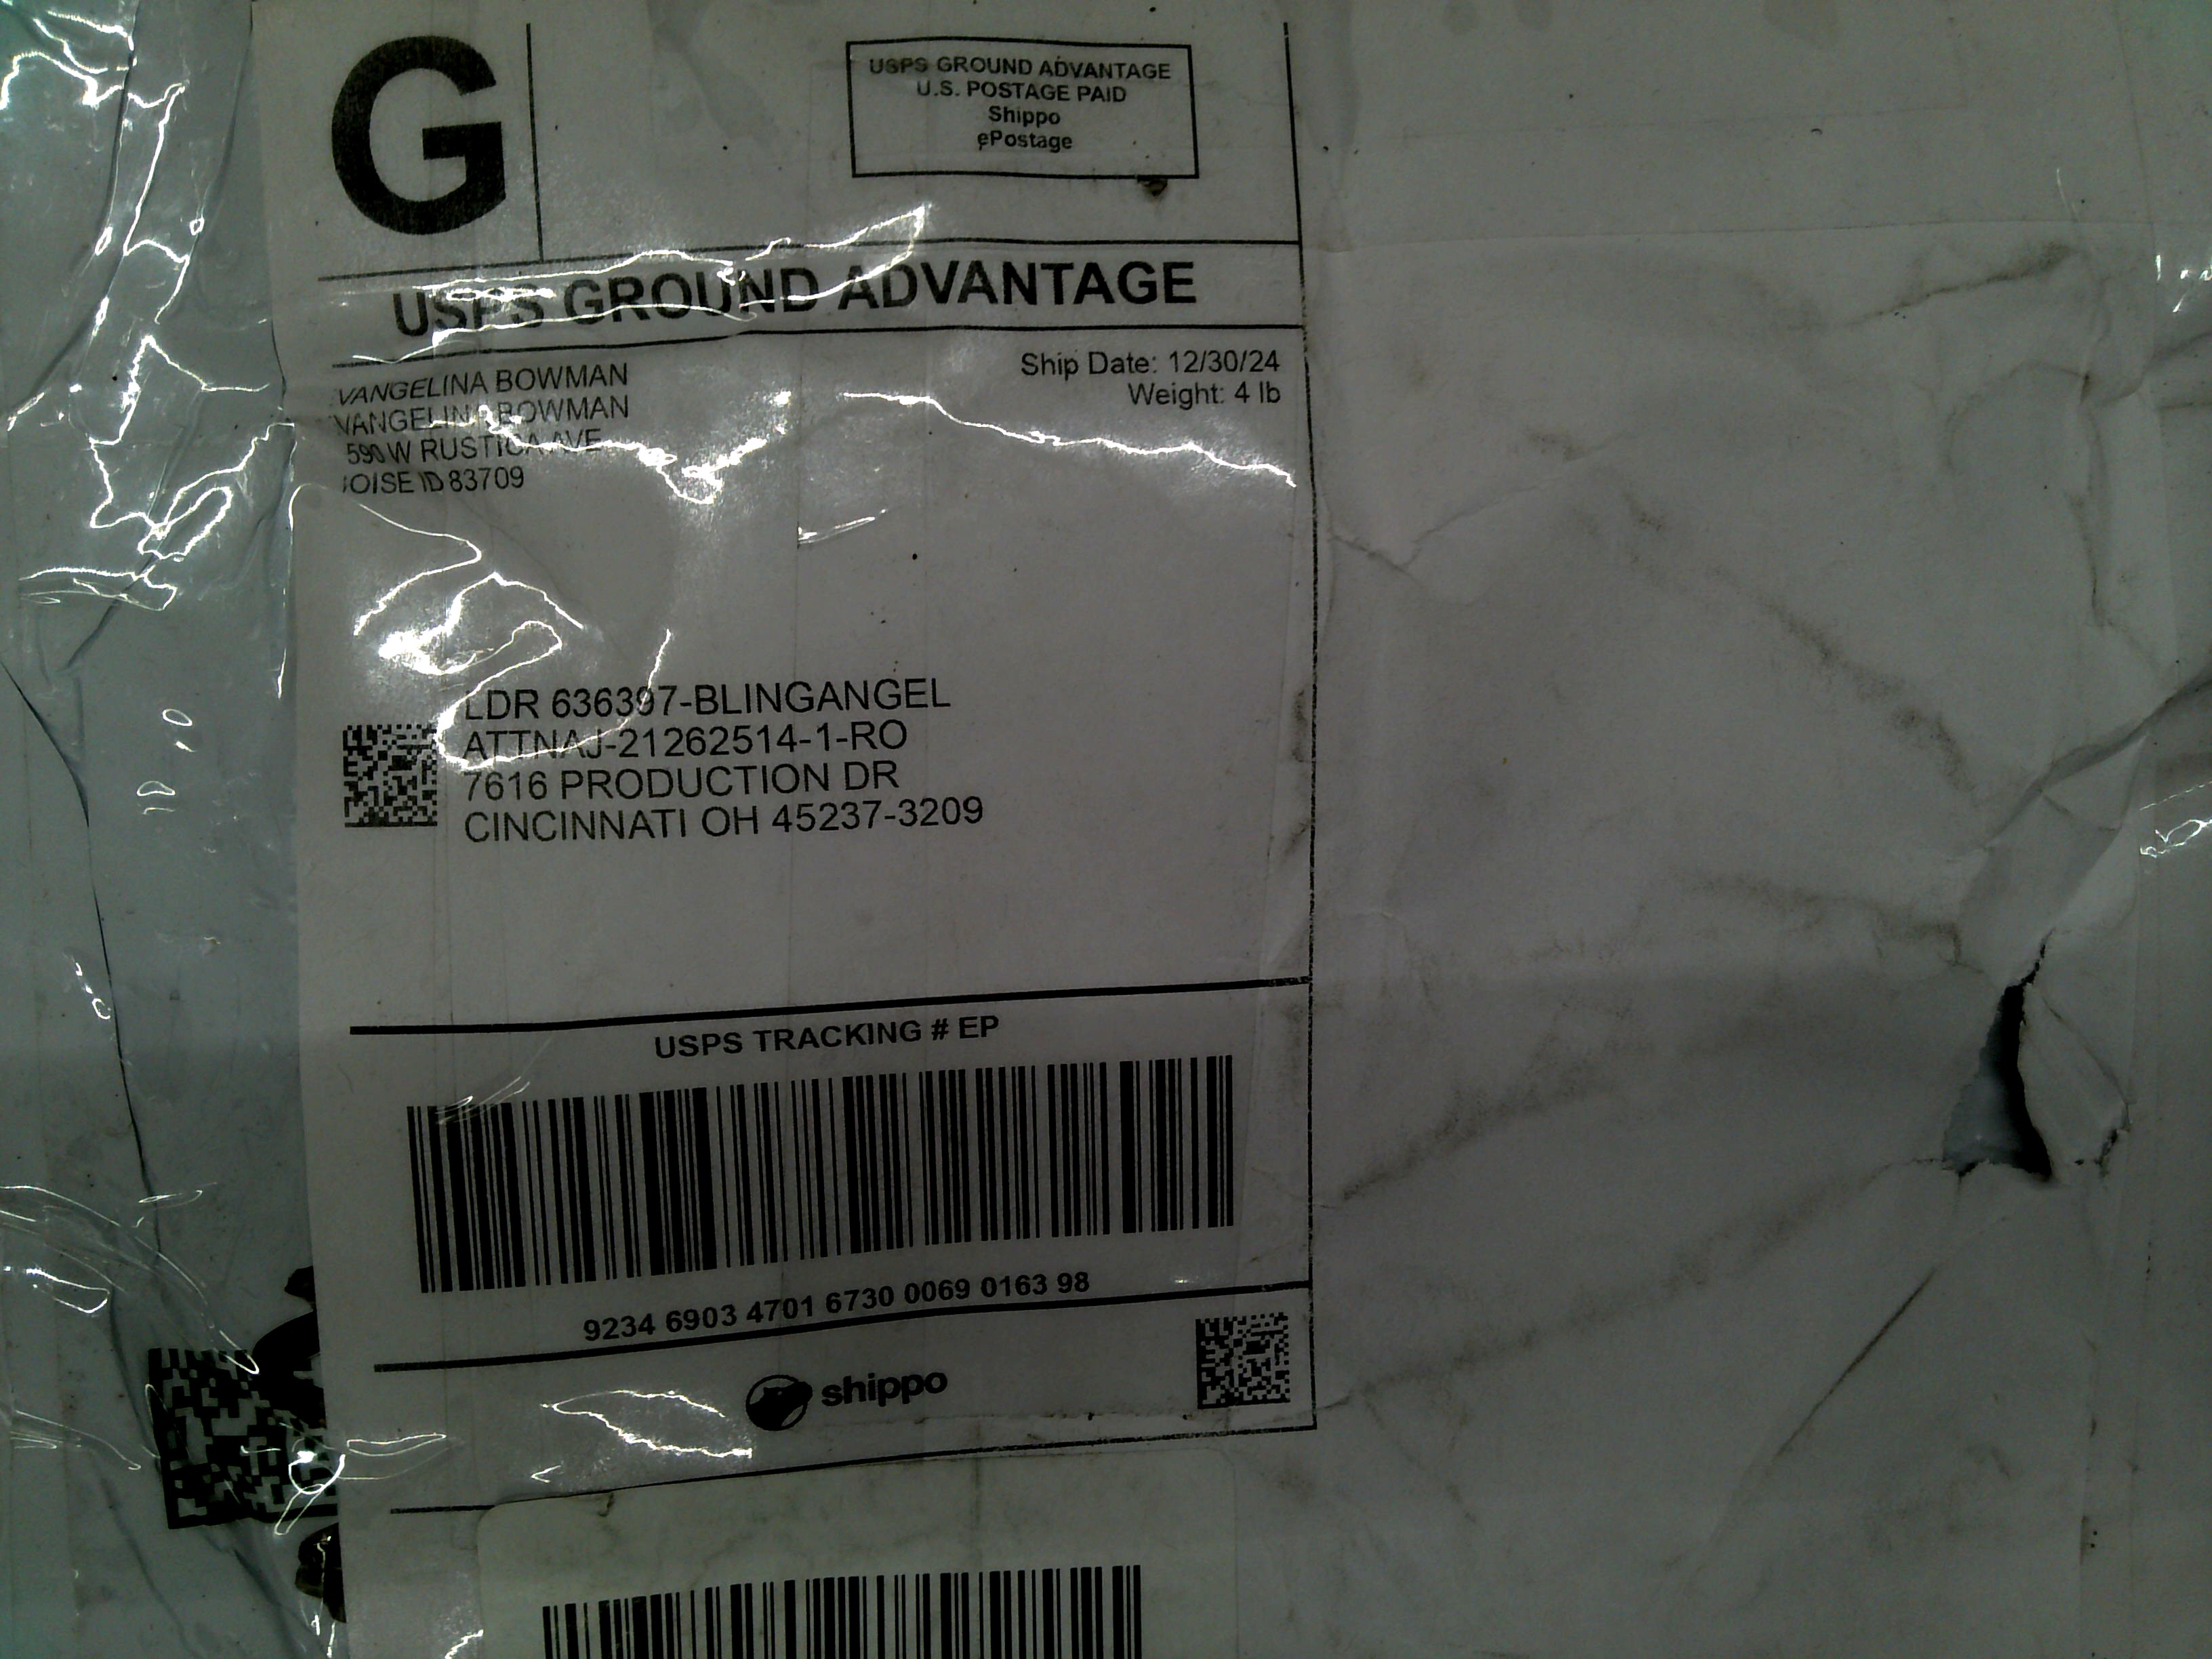 G
USPS GROUND ADVANTAGE
U.S. POSTAGE PAID
Shippo
ePostage
USPS GROUND ADVANTAGE
VANGELINA BOWMAN
VANGELINA BOWMAN
590 W RUSTICA AVE
OISE ID 83709
Ship Date: 12/30/24
Weight: 4 lb
LDR 636397-BLINGANGEL
ATTNAJ-21262514-1-RO
7616 PRODUCTION DR
CINCINNATI OH 45237-3209
USPS TRACKING # EP
9234 6903 4701 6730 0069 0163 98
shippo